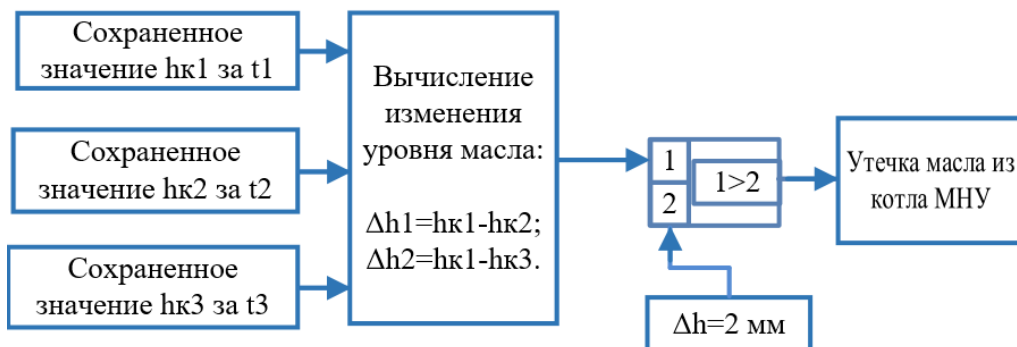 Сохраненное
значение hк1 за t1
Сохраненное
значение hк2 за t2
Сохраненное
значение hк3 за t3
Вычисление
изменения
уровня масла:
Δh1=hк1-hк2;
Δh2=hк1-hк3.
1
2
1>2
Δh=2 мм
Утечка масла из
котла МНУ